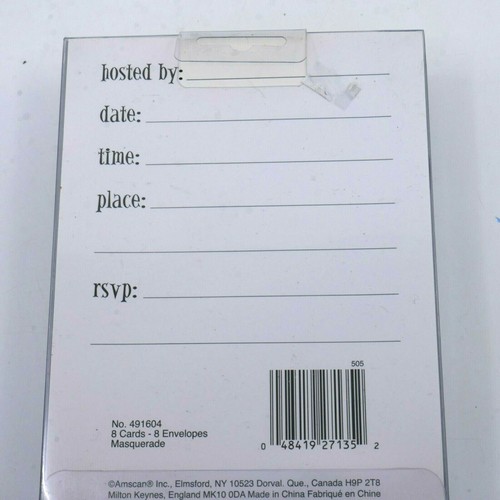 hosted by:
date:
time:
place:
rsvp:
505
No. 491604
8 Cards - 8 Envelopes
Masquerade
0 48419 27135 2
©Amscan® Inc., Elmsford, NY 10523 Dorval. Que., Canada H9P 2T8
Milton Keynes, England MK10 0DA Made in China Fabriqué en Chine